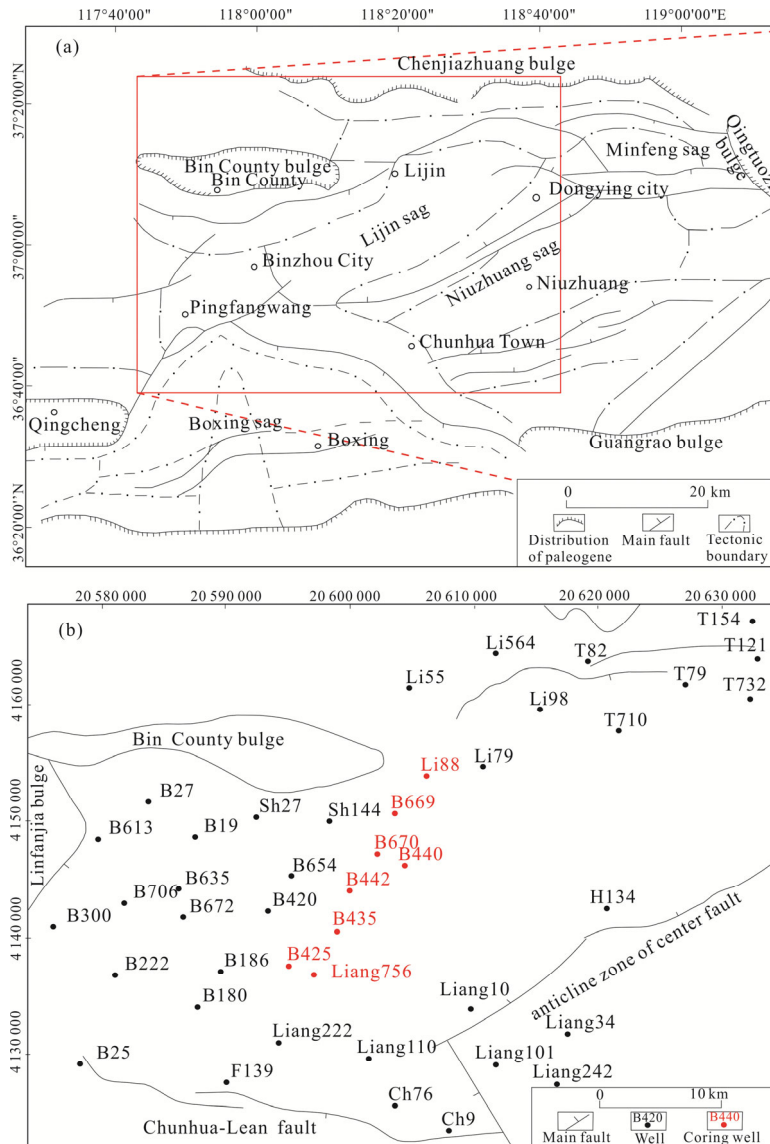 117°40′00″
118°00′00″
118°20′00″
118°40′00″
119°00′00″E
(a)
Chenjiazhuang bulge
37°20′00″N
Qingtuozi
bulge
Minfeng sag
Bin County bulge
Bin County
Lijin
Dongying city
Lijin sag
37°00′00″
Binzhou City
Niuzhuang sag
Niuzhuang
Pingfangwang
Chunhua Town
36°40′00″
Qingcheng
Boxing sag
Boxing
Guangrao bulge
0 20 km
36°20′00″N
Distribution
of paleogene
Main fault
Tectonic
boundary
20 580 000
20 590 000
20 600 000
20 610 000
20 620 000
20 630 000
(b)
T154
Li564
T82
T121
Li55
T79
T732
4 160 000
Li98
T710
Bin County bulge
Li79
Li88
Linfanjia bulge
B27
Sh27
B669
4 150 000
B613
B19
Sh144
B670
B440
B654
B635
B442
B706
B672
B420
H134
B300
B435
4 140 000
B425
B222
B186
Liang756
anticline zone of center fault
B180
Liang10
Liang34
Liang222
4 130 000
B25
Liang110
Liang101
F139
Liang242
Ch76
Ch9
Chunhua-Lean fault
0 10 km
B420
B440
Main fault
Well
Coring well